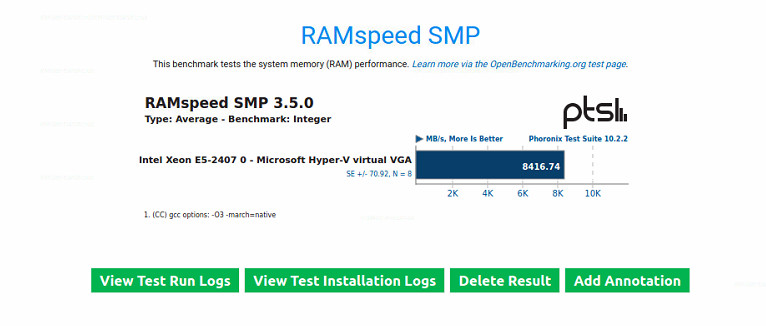 RAMspeed SMP
This benchmark tests the system memory (RAM) performance. Learn more via the OpenBenchmarking.org test page.
RAMspeed SMP 3.5.0
Type: Average - Benchmark: Integer
ptsl
MB/s, More Is Better
Phoronix Test Suite 10.2.2
Intel Xeon E5-2407 0 - Microsoft Hyper-V virtual VGA
SE +/- 70.92, N = 8
8416.74
2K 4K 6K 8K 10K
1. (CC) gcc options: -O3 -march=native
View Test Run Logs
View Test Installation Logs
Delete Result
Add Annotation